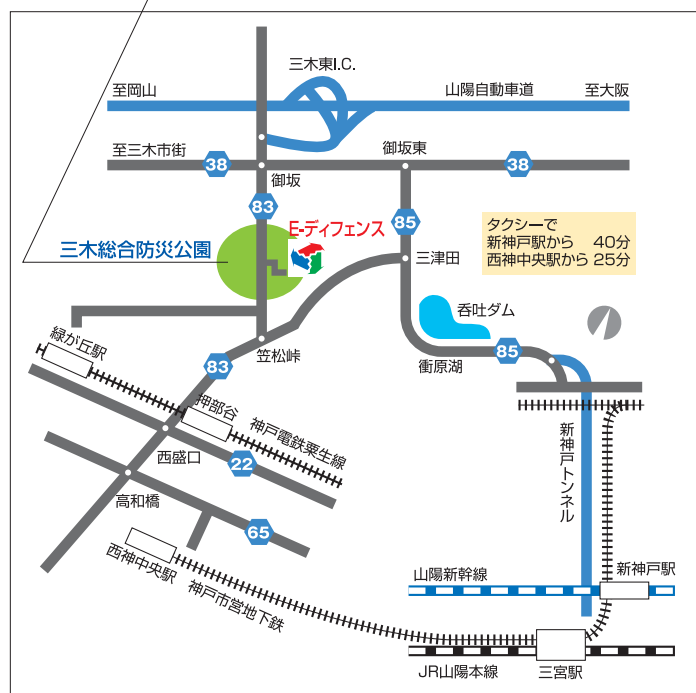 三木東I.C.
至岡山
山陽自動車道
至大阪
至三木市街
38
御坂東
38
御坂
83
85
E-ディフェンス
三木総合防災公園
タクシーで
新神戸駅から 40分
西神中央駅から 25分
三津田
呑吐ダム
緑が丘駅
笠松峠
衝原湖
85
83
押部谷
神戸電鉄粟生線
西盛口
22
新神戸トンネル
高和橋
65
西神中央駅
神戸市営地下鉄
山陽新幹線
新神戸駅
JR山陽本線
三宮駅